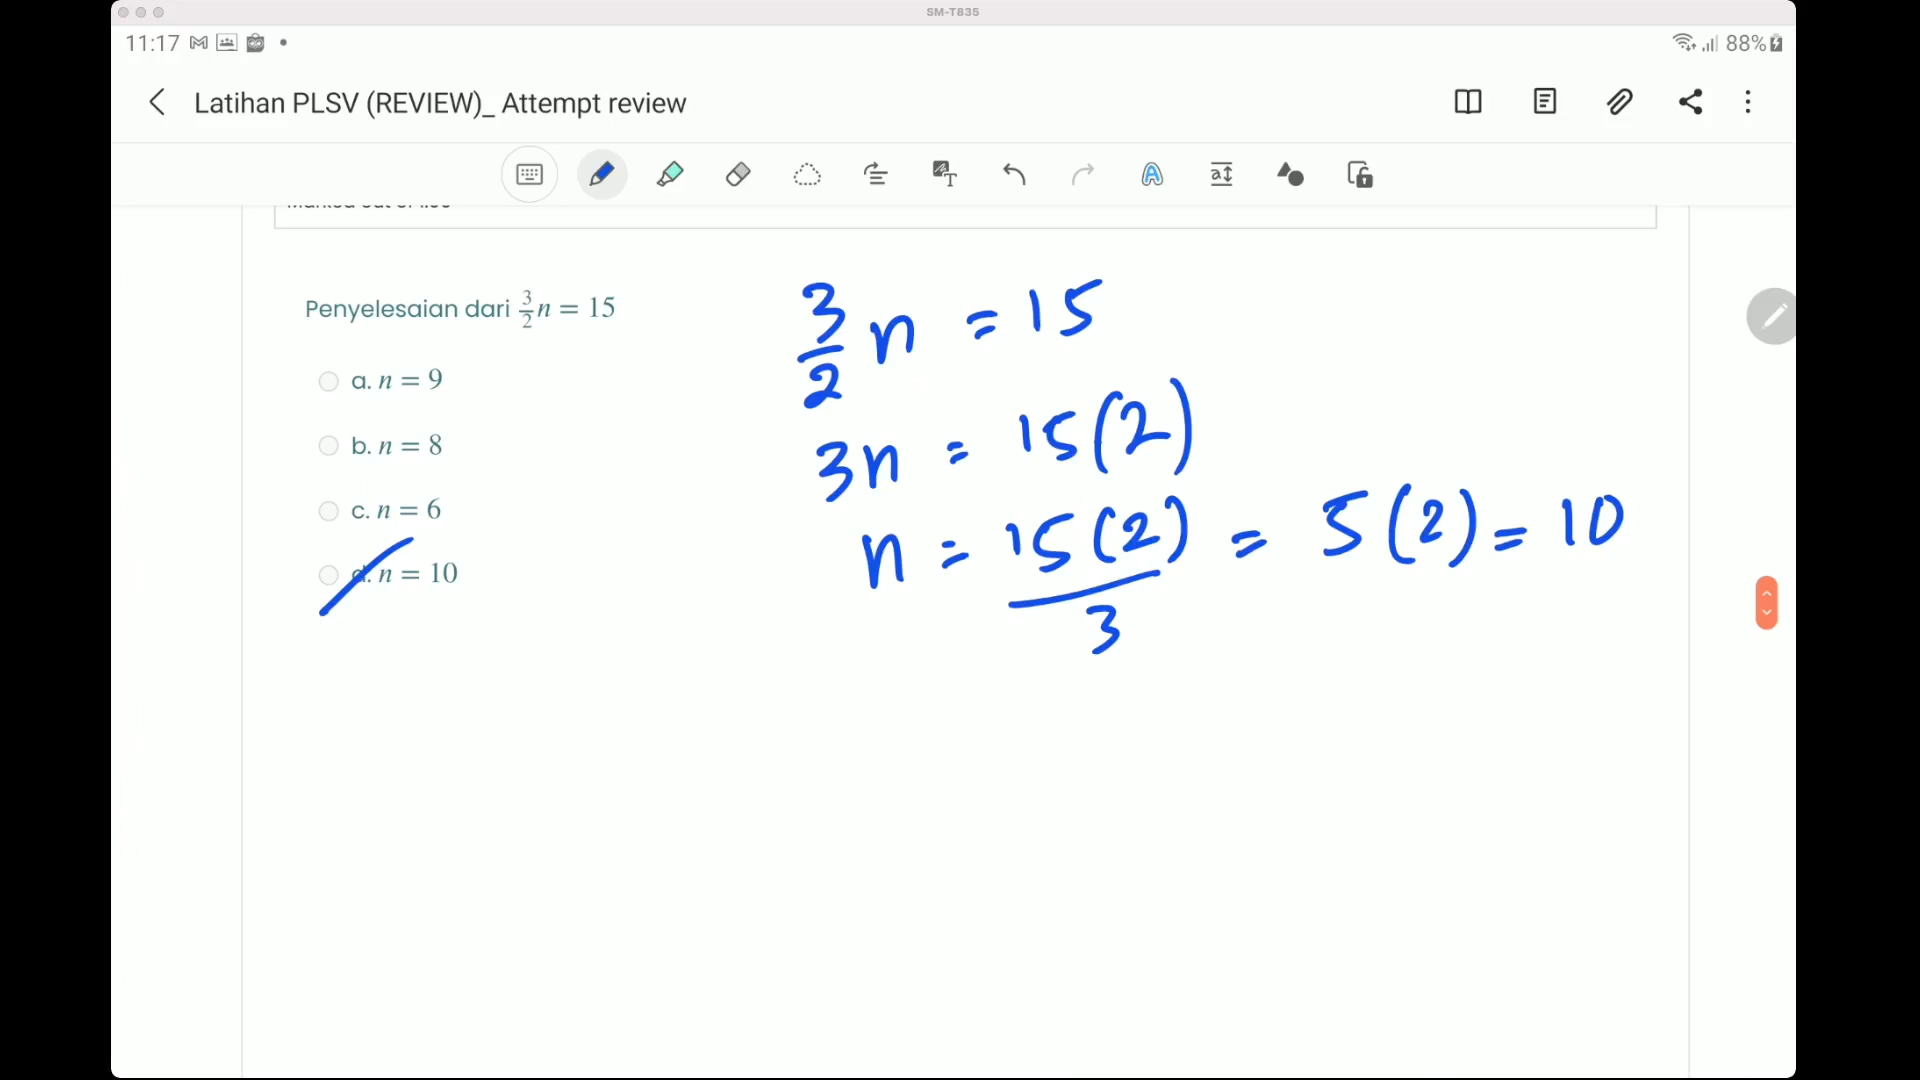 SM-T835
11:17
88%
Latihan PLSV (REVIEW)_ Attempt review
Penyelesaian dari 3/2 n = 15
a. n = 9
b. n = 8
c. n = 6
d. n = 10
3/2 n = 15
3n = 15(2)
n = 15(2)/3 = 5(2) = 10